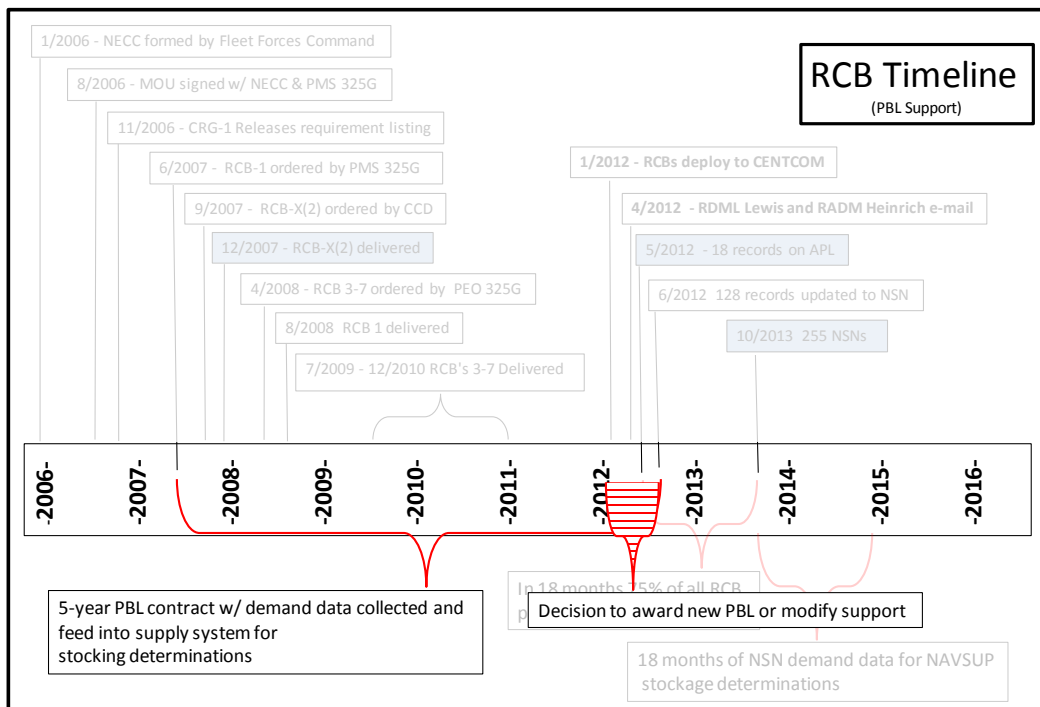 1/2006 - NECC formed by Fleet Forces Command
RCB Timeline
(PBL Support)
8/2006 - MOU signed w/ NECC & PMS 325G
11/2006 - CRG-1 Releases requirement listing
6/2007 - RCB-1 ordered by PMS 325G
1/2012 - RCBs deploy to CENTCOM
9/2007 - RCB-X(2) ordered by CCD
4/2012 - RDML Lewis and RADM Heinrich e-mail
12/2007 - RCB-X(2) delivered
5/2012 - 18 records on APL
4/2008 - RCB 3-7 ordered by PEO 325G
6/2012 128 records updated to NSN
8/2008 RCB 1 delivered
10/2013 255 NSNs
7/2009 - 12/2010 RCB's 3-7 Delivered
-2006-
-2007-
-2008-
-2009-
-2010-
-2011-
-2012-
-2013-
-2014-
-2015-
-2016-
In 18 months 75% of all RCB
5-year PBL contract w/ demand data collected and
feed into supply system for
stocking determinations
Decision to award new PBL or modify support
18 months of NSN demand data for NAVSUP
stockage determinations